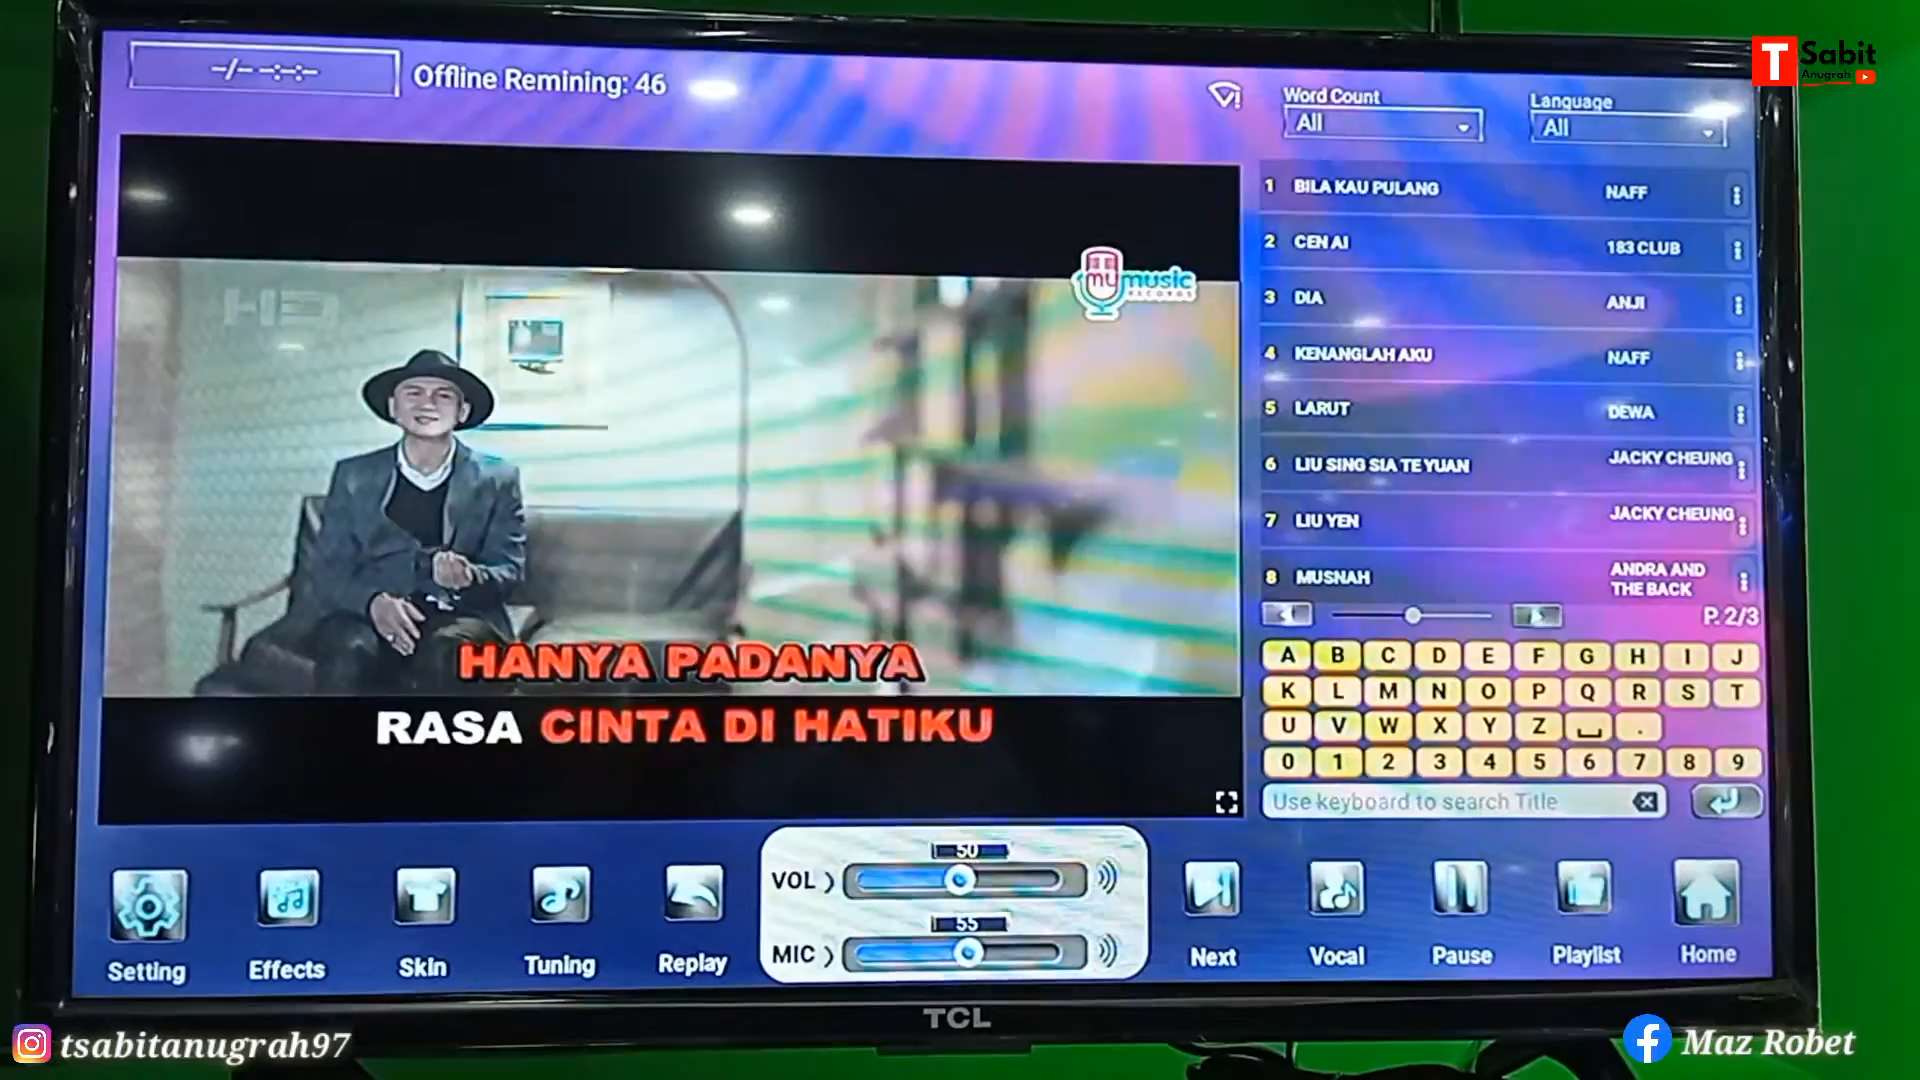 T Sabit
Anugrah
--/-- --:--:--
Offline Remining: 46
Word Count
All
Language
All
1 BILA KAU PULANG NAFF
2 CEN AI 183 CLUB
3 DIA ANJI
4 KENANGLAH AKU NAFF
5 LARUT DEWA
6 LIU SING SIA TE YUAN JACKY CHEUNG
7 LIU YEN JACKY CHEUNG
8 MUSNAH ANDRA AND
THE BACK
P. 2/3
HD
my music
RECORDS
HANYA PADANYA
RASA CINTA DI HATIKU
A B C D E F G H I J
K L M N O P Q R S T
U V W X Y Z .
0 1 2 3 4 5 6 7 8 9
Use keyboard to search Title
50
VOL
55
MIC
Setting Effects Skin Tuning Replay Next Vocal Pause Playlist Home
TCL
tsabitanugrah97
Maz Robet